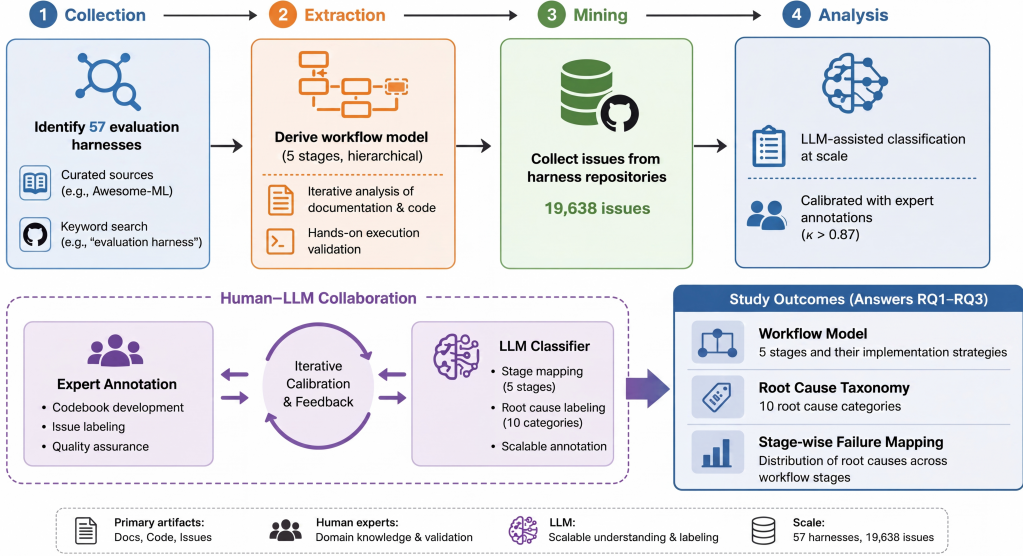 1 Collection
2 Extraction
3 Mining
4 Analysis
Identify 57 evaluation
harnesses
Curated sources
(e.g., Awesome-ML)
Keyword search
(e.g., “evaluation harness”)
Derive workflow model
(5 stages, hierarchical)
Iterative analysis of
documentation & code
Hands-on execution
validation
Collect issues from
harness repositories
19,638 issues
LLM-assisted classification
at scale
Calibrated with expert
annotations
(κ > 0.87)
Human–LLM Collaboration
Expert Annotation
• Codebook development
• Issue labeling
• Quality assurance
Iterative
Calibration
& Feedback
LLM Classifier
• Stage mapping
(5 stages)
• Root cause labeling
(10 categories)
• Scalable annotation
Study Outcomes (Answers RQ1–RQ3)
Workflow Model
5 stages and their implementation strategies
Root Cause Taxonomy
10 root cause categories
Stage-wise Failure Mapping
Distribution of root causes across
workflow stages
Primary artifacts:
Docs, Code, Issues
Human experts:
Domain knowledge & validation
LLM:
Scalable understanding & labeling
Scale:
57 harnesses, 19,638 issues